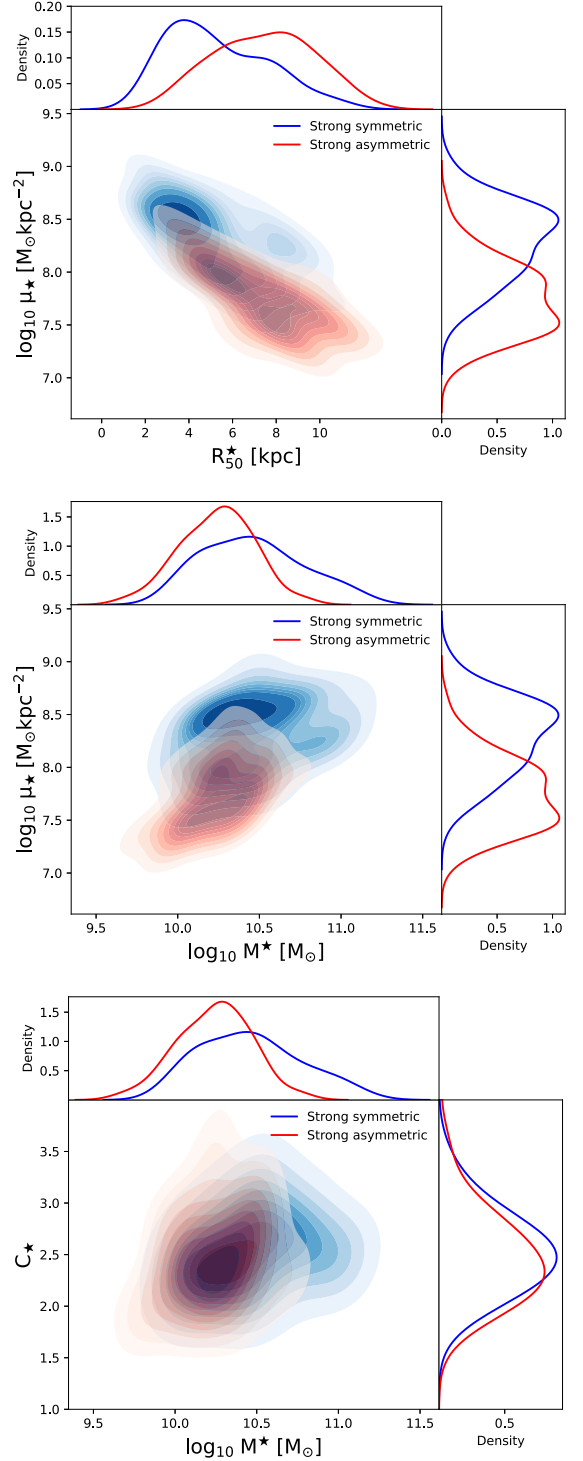 0.20
0.15
0.10
0.05
Density
9.5
9.0
8.5
8.0
7.5
7.0
log₁₀ μ★ [M⊙kpc⁻²]
Strong symmetric
Strong asymmetric
0 2 4 6 8 10
R★50 [kpc]
0.0 0.5 1.0
Density
1.5
1.0
0.5
Density
9.5
9.0
8.5
8.0
7.5
7.0
log₁₀ μ★ [M⊙kpc⁻²]
Strong symmetric
Strong asymmetric
9.5 10.0 10.5 11.0 11.5
log₁₀ M★ [M⊙]
0.5 1.0
Density
1.5
1.0
0.5
Density
3.5
3.0
2.5
2.0
1.5
1.0
C★
Strong symmetric
Strong asymmetric
9.5 10.0 10.5 11.0 11.5
log₁₀ M★ [M⊙]
0.5
Density